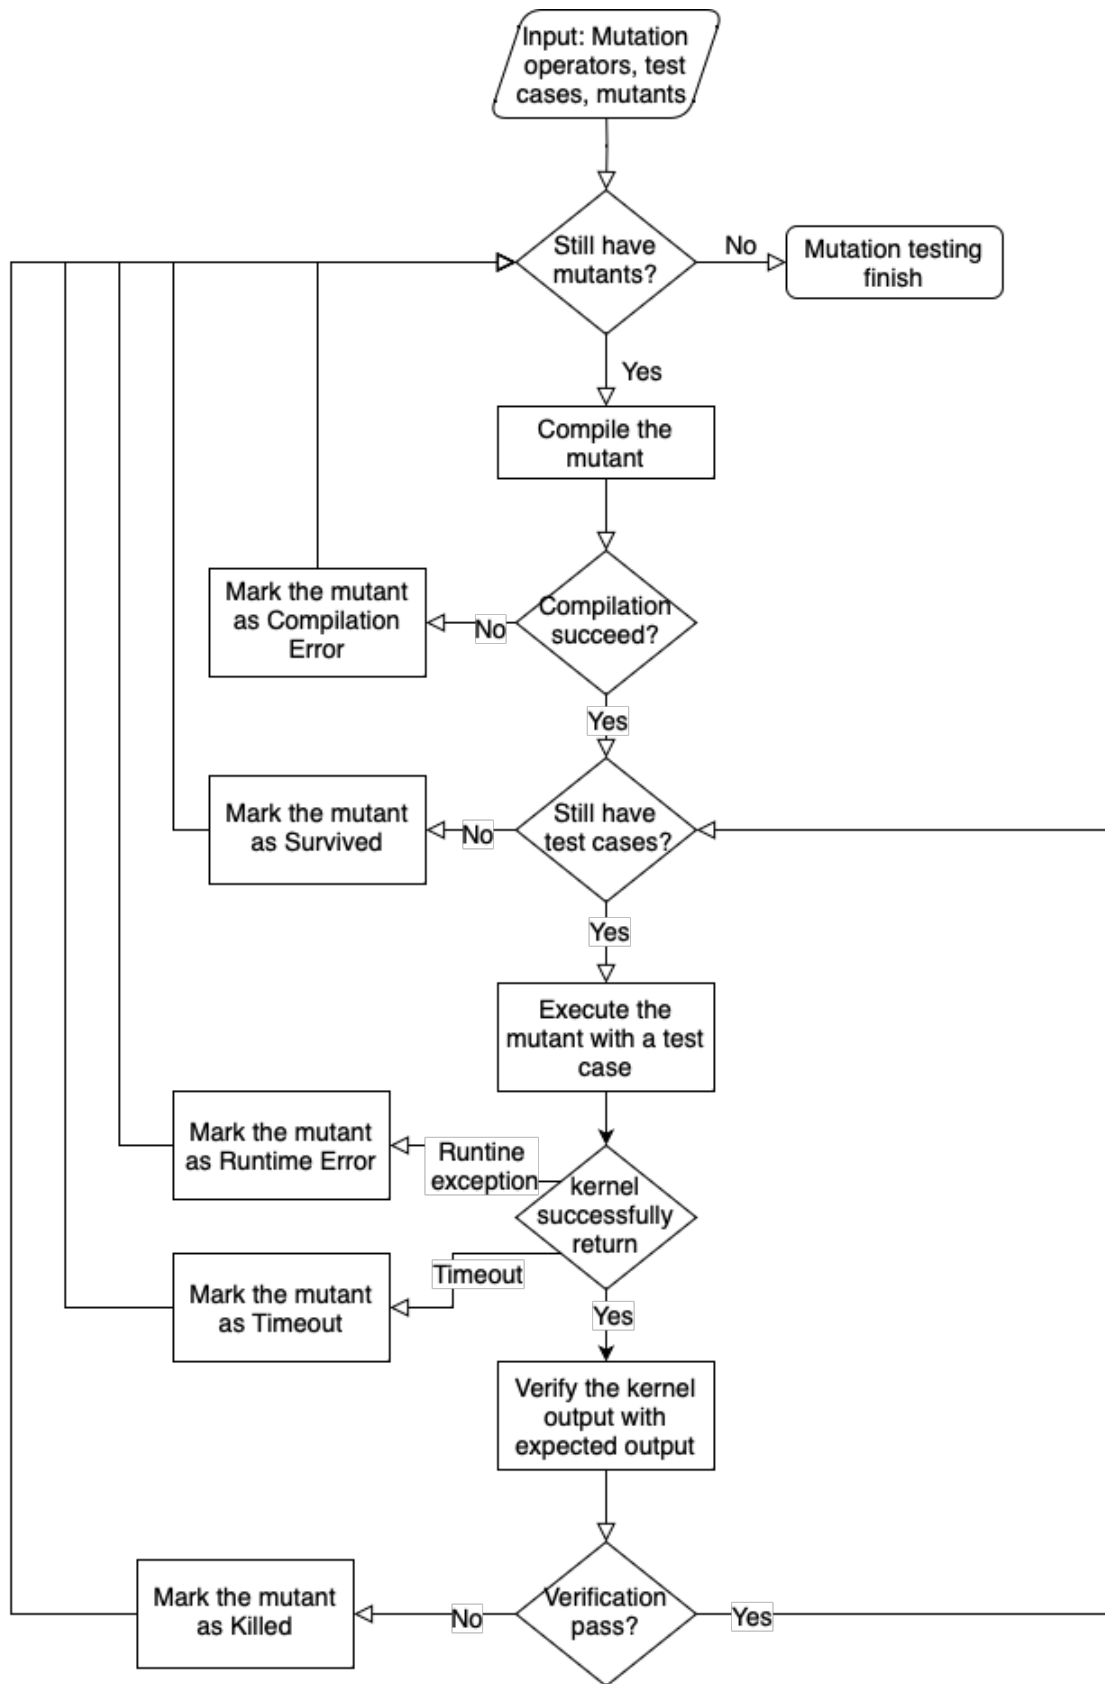 Input: Mutation
operators, test
cases, mutants
Still have
mutants?
No
Mutation testing
finish
Yes
Compile the
mutant
Mark the mutant
as Compilation
Error
No
Compilation
succeed?
Yes
Mark the mutant
as Survived
No
Still have
test cases?
Yes
Execute the
mutant with a test
case
Mark the mutant
as Runtime Error
Runtine
exception
kernel
successfully
return
Timeout
Mark the mutant
as Timeout
Yes
Verify the kernel
output with
expected output
Mark the mutant
as Killed
No
Verification
pass?
Yes